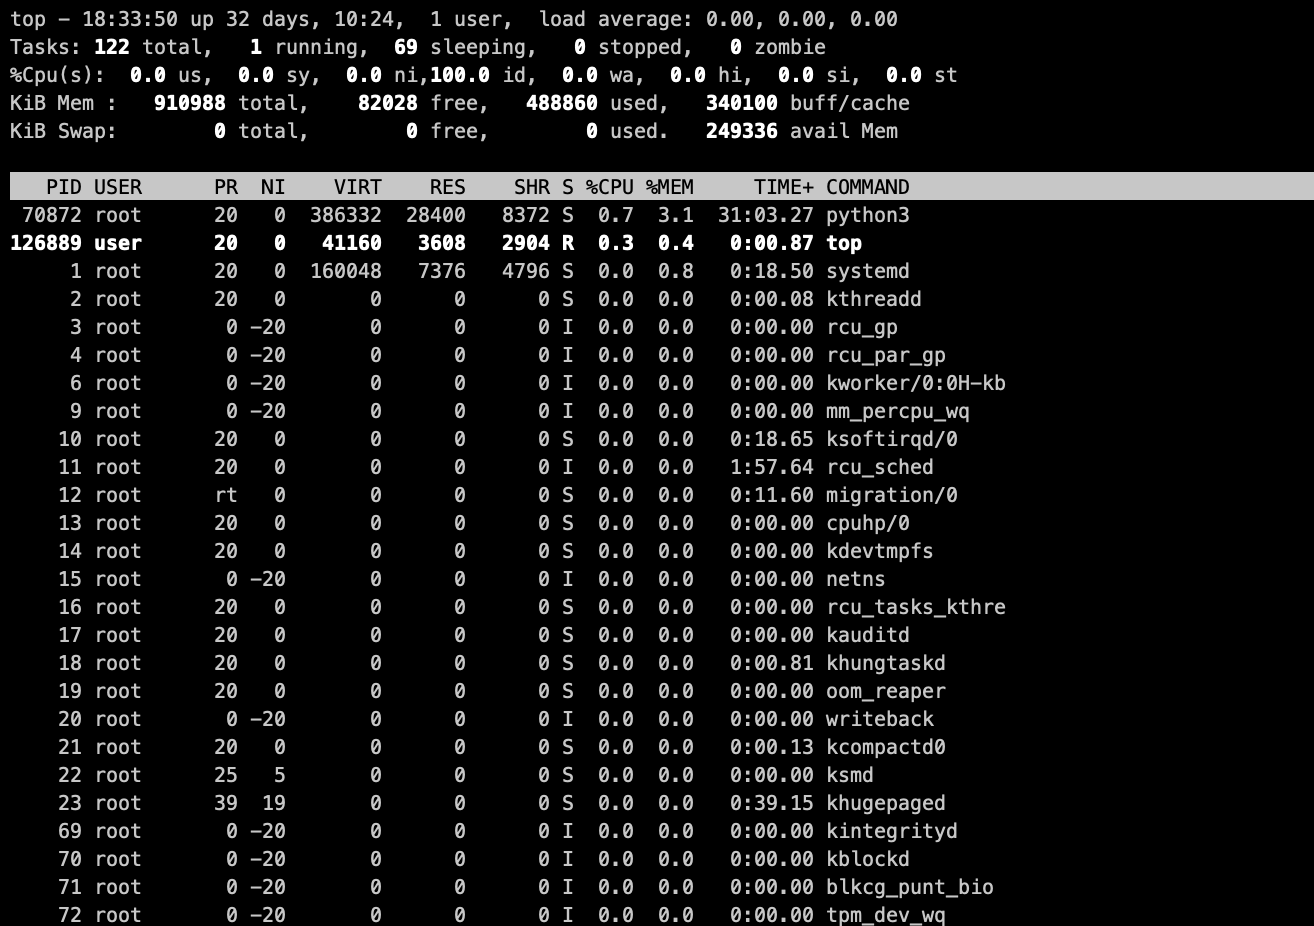 top - 18:33:50 up 32 days, 10:24,  1 user,  load average: 0.00, 0.00, 0.00
Tasks: 122 total,   1 running,  69 sleeping,   0 stopped,   0 zombie
%Cpu(s):  0.0 us,  0.0 sy,  0.0 ni,100.0 id,  0.0 wa,  0.0 hi,  0.0 si,  0.0 st
KiB Mem :   910988 total,    82028 free,   488860 used,   340100 buff/cache
KiB Swap:        0 total,        0 free,        0 used.   249336 avail Mem
   PID USER      PR  NI    VIRT    RES    SHR S %CPU %MEM     TIME+ COMMAND
 70872 root      20   0  386332  28400   8372 S  0.7  3.1  31:03.27 python3
126889 user      20   0   41160   3608   2904 R  0.3  0.4   0:00.87 top
     1 root      20   0  160048   7376   4796 S  0.0  0.8   0:18.50 systemd
     2 root      20   0       0      0      0 S  0.0  0.0   0:00.08 kthreadd
     3 root       0 -20       0      0      0 I  0.0  0.0   0:00.00 rcu_gp
     4 root       0 -20       0      0      0 I  0.0  0.0   0:00.00 rcu_par_gp
     6 root       0 -20       0      0      0 I  0.0  0.0   0:00.00 kworker/0:0H-kb
     9 root       0 -20       0      0      0 I  0.0  0.0   0:00.00 mm_percpu_wq
    10 root      20   0       0      0      0 S  0.0  0.0   0:18.65 ksoftirqd/0
    11 root      20   0       0      0      0 I  0.0  0.0   1:57.64 rcu_sched
    12 root      rt   0       0      0      0 S  0.0  0.0   0:11.60 migration/0
    13 root      20   0       0      0      0 S  0.0  0.0   0:00.00 cpuhp/0
    14 root      20   0       0      0      0 S  0.0  0.0   0:00.00 kdevtmpfs
    15 root       0 -20       0      0      0 I  0.0  0.0   0:00.00 netns
    16 root      20   0       0      0      0 S  0.0  0.0   0:00.00 rcu_tasks_kthre
    17 root      20   0       0      0      0 S  0.0  0.0   0:00.00 kauditd
    18 root      20   0       0      0      0 S  0.0  0.0   0:00.81 khungtaskd
    19 root      20   0       0      0      0 S  0.0  0.0   0:00.00 oom_reaper
    20 root       0 -20       0      0      0 I  0.0  0.0   0:00.00 writeback
    21 root      20   0       0      0      0 S  0.0  0.0   0:00.13 kcompactd0
    22 root      25   5       0      0      0 S  0.0  0.0   0:00.00 ksmd
    23 root      39  19       0      0      0 S  0.0  0.0   0:39.15 khugepaged
    69 root       0 -20       0      0      0 I  0.0  0.0   0:00.00 kintegrityd
    70 root       0 -20       0      0      0 I  0.0  0.0   0:00.00 kblockd
    71 root       0 -20       0      0      0 I  0.0  0.0   0:00.00 blkcg_punt_bio
    72 root       0 -20       0      0      0 I  0.0  0.0   0:00.00 tpm_dev_wq